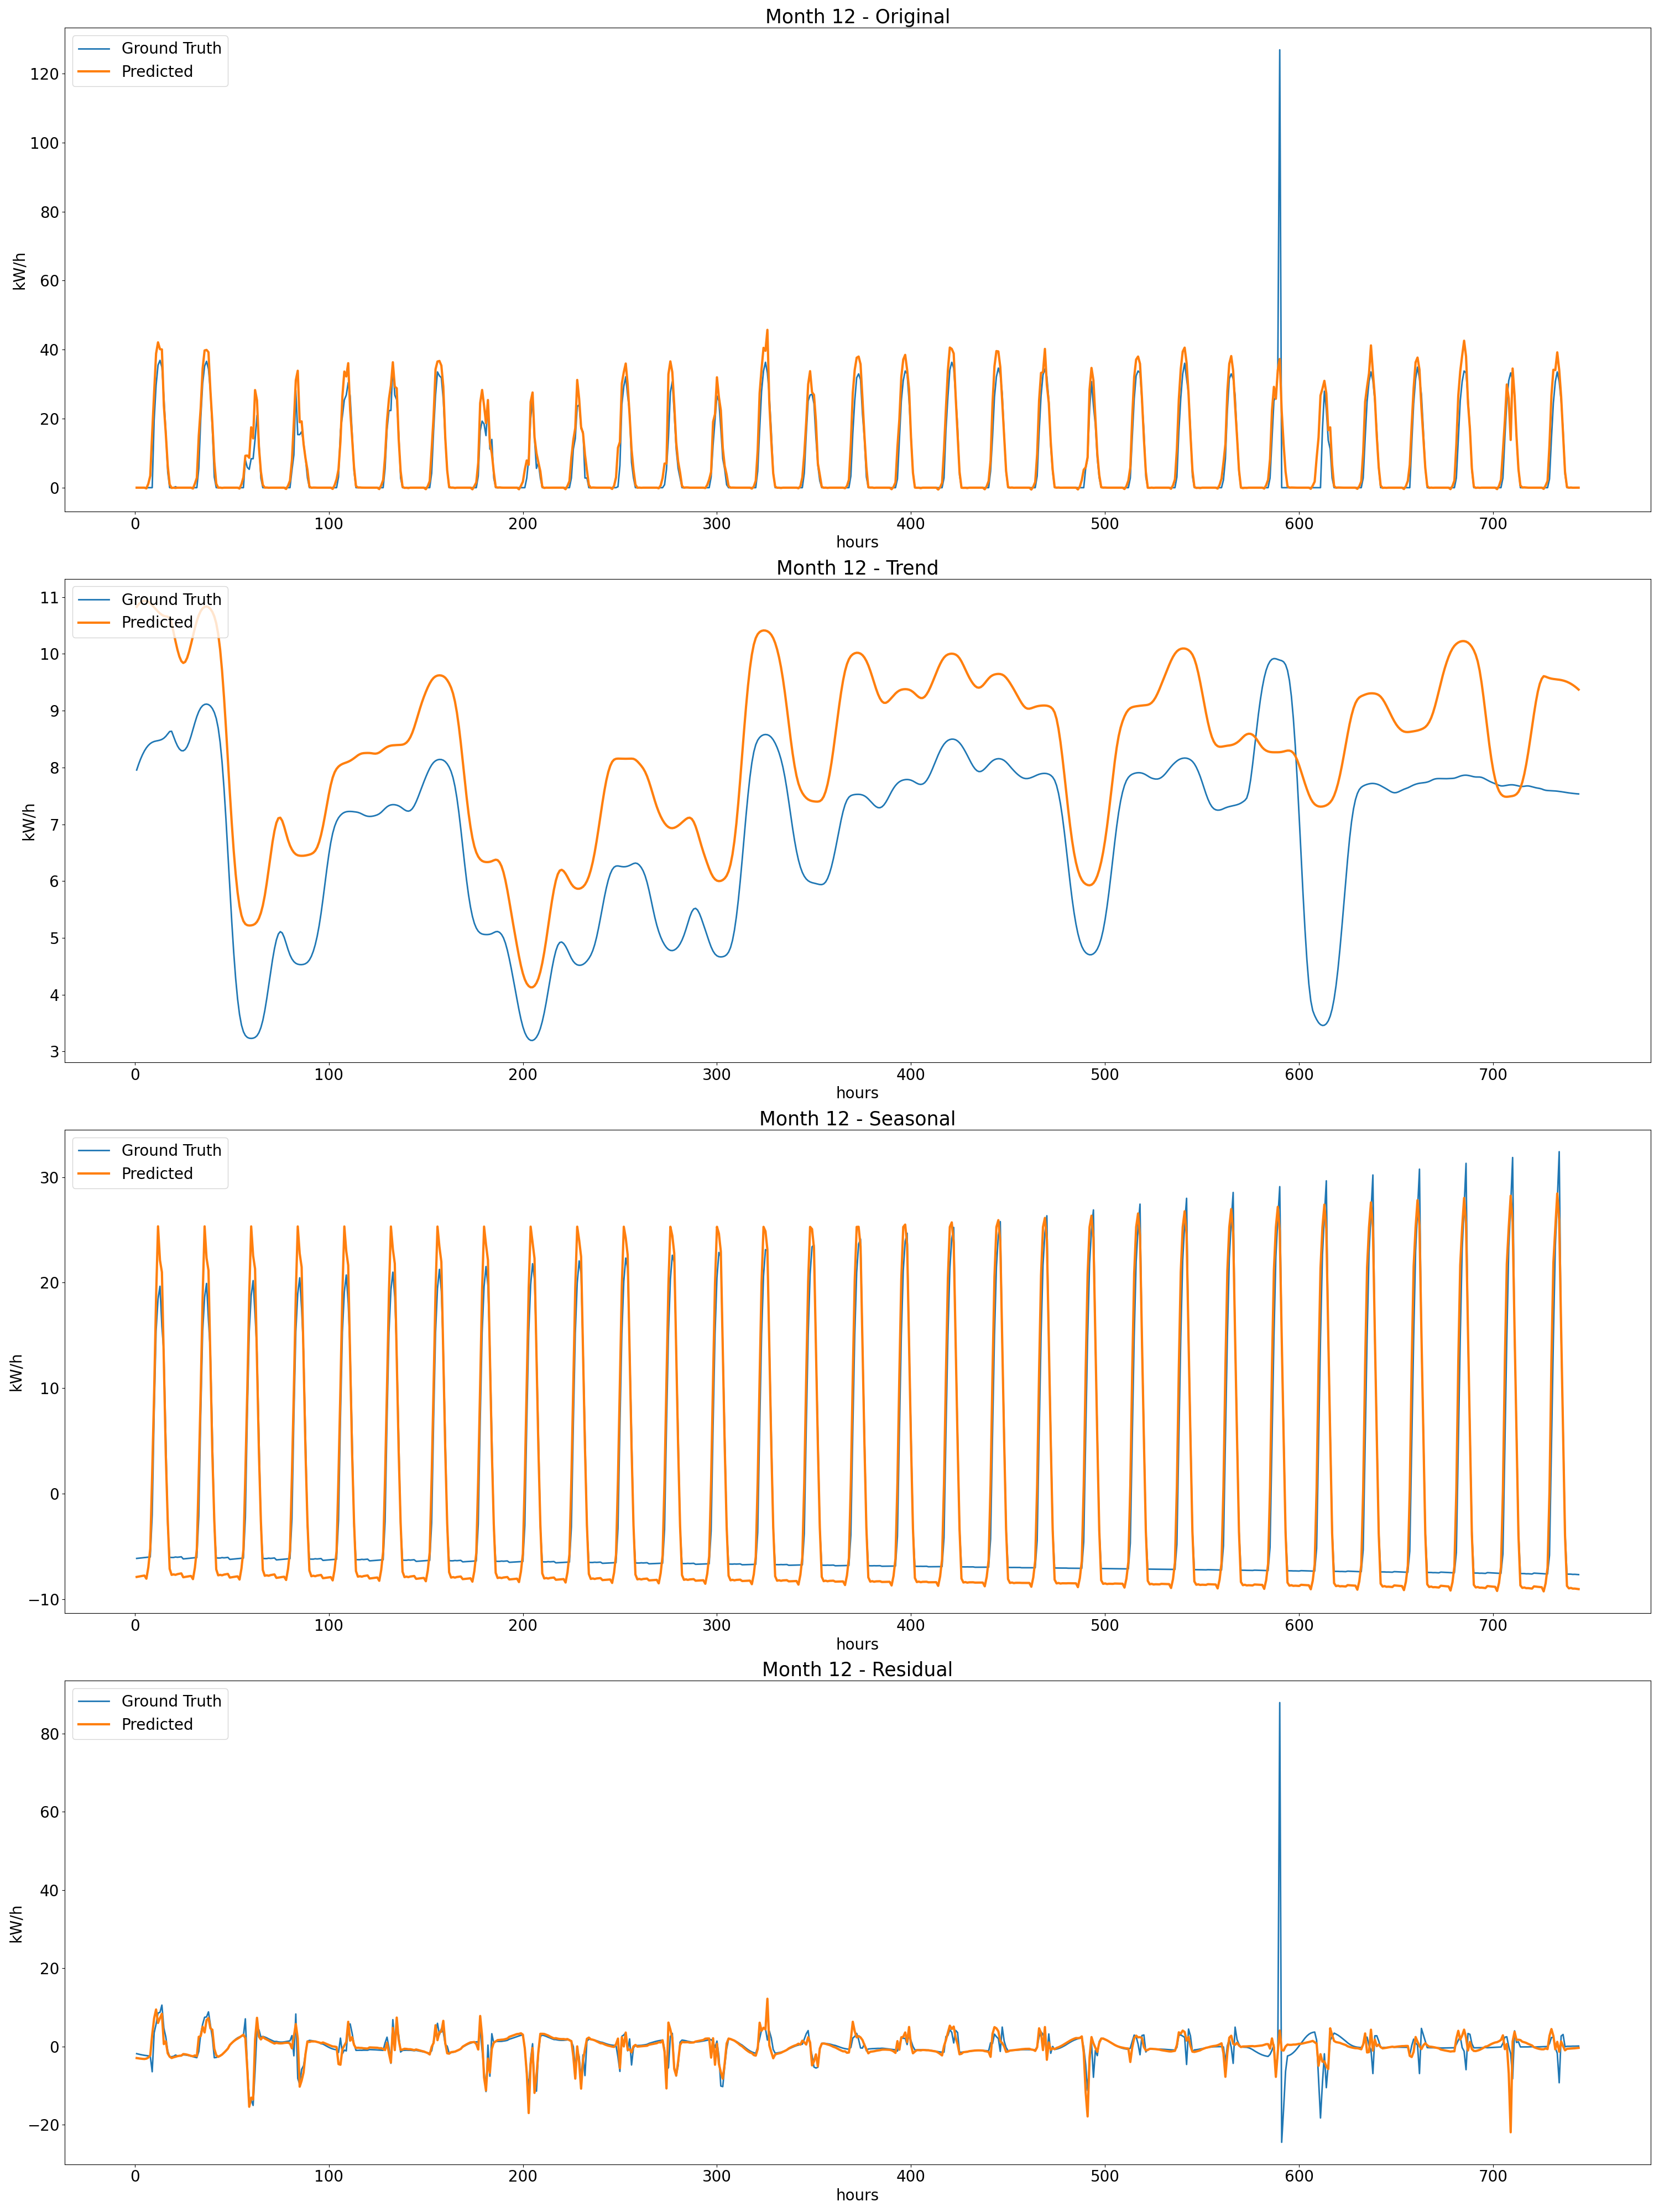 Month 12 - Original
Ground Truth
Predicted
120
100
80
60
40
20
0
kW/h
0 100 200 300 400 500 600 700
hours
Month 12 - Trend
Ground Truth
Predicted
11
10
9
8
7
6
5
4
3
kW/h
0 100 200 300 400 500 600 700
hours
Month 12 - Seasonal
Ground Truth
Predicted
30
20
10
0
−10
kW/h
0 100 200 300 400 500 600 700
hours
Month 12 - Residual
Ground Truth
Predicted
80
60
40
20
0
−20
kW/h
0 100 200 300 400 500 600 700
hours